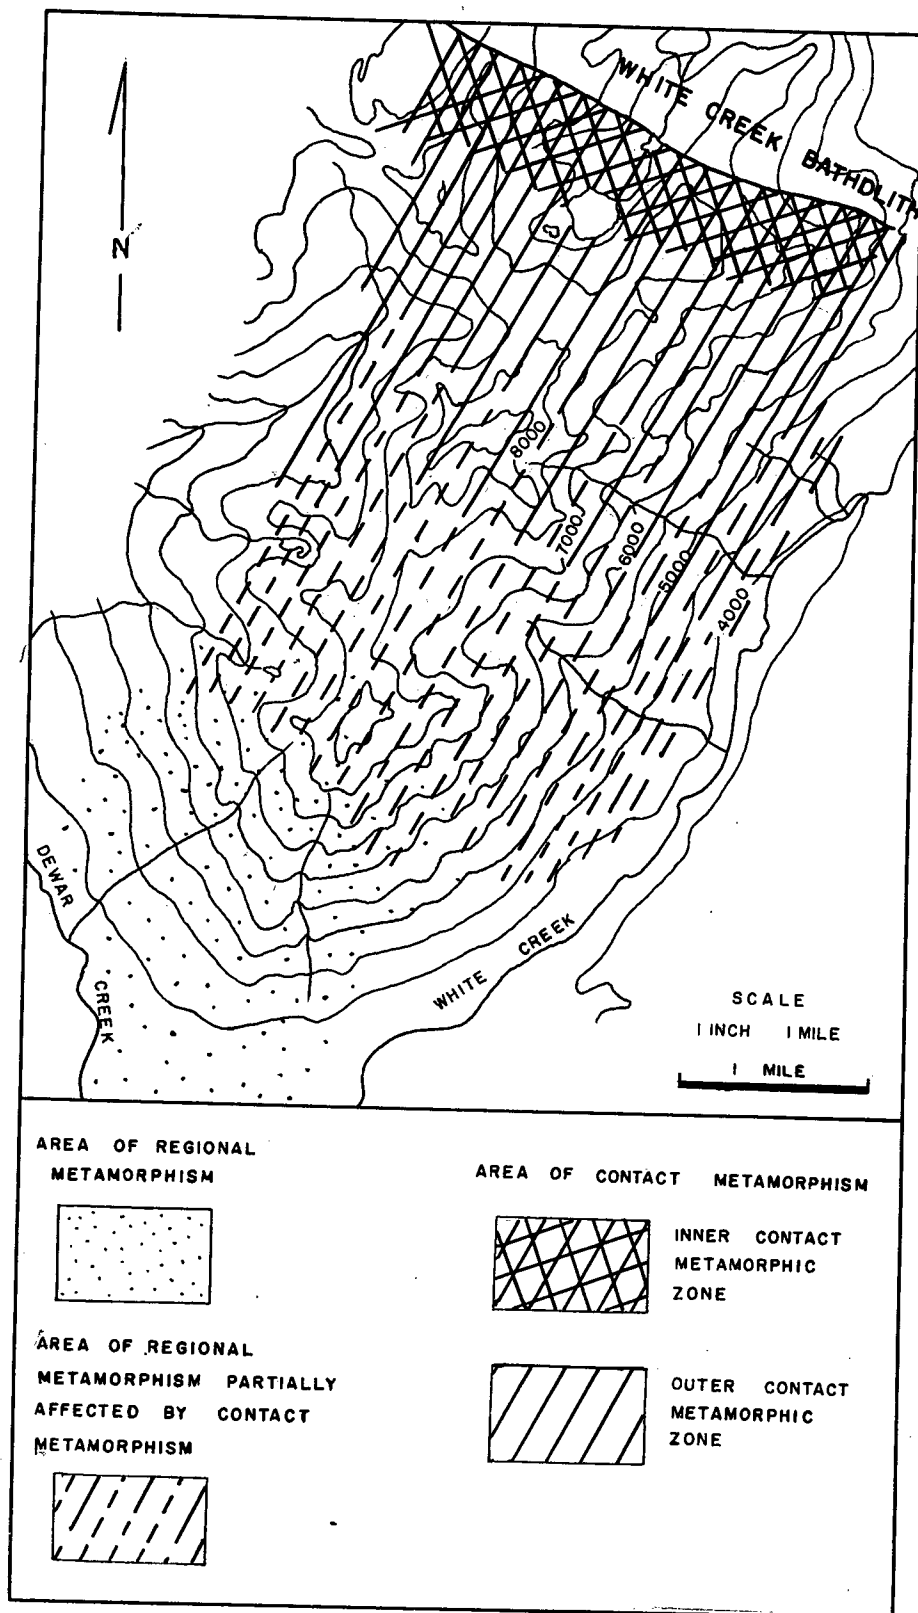 WHITE CREEK BATHOLITH
N
8000
7000
6000
5000
4000
DEWAR
CREEK
WHITE CREEK
SCALE
1 INCH 1 MILE
1 MILE
AREA OF REGIONAL
METAMORPHISM
AREA OF CONTACT METAMORPHISM
INNER CONTACT
METAMORPHIC
ZONE
AREA OF REGIONAL
METAMORPHISM PARTIALLY
AFFECTED BY CONTACT
METAMORPHISM
OUTER CONTACT
METAMORPHIC
ZONE